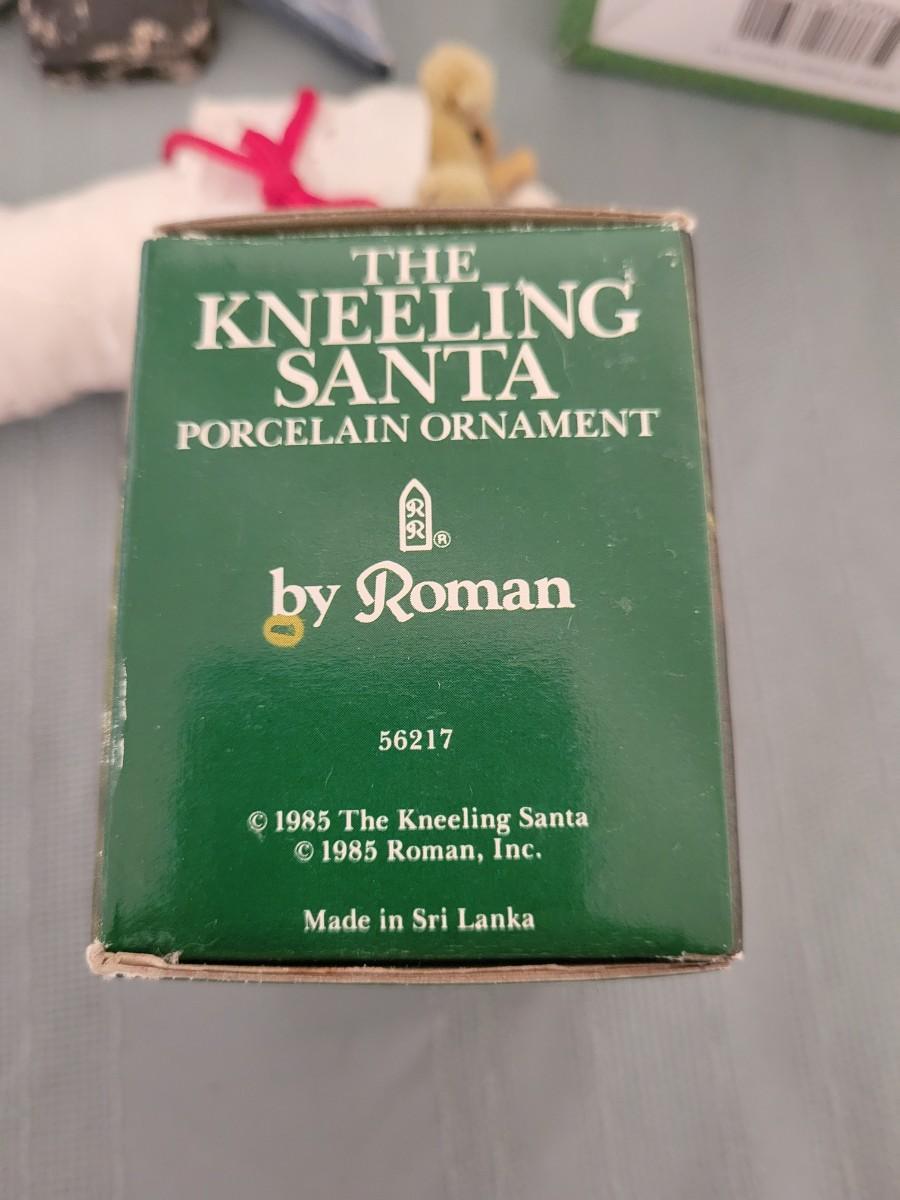 THE
KNEELING
SANTA
PORCELAIN ORNAMENT
R
R ®
by Roman
56217
© 1985 The Kneeling Santa
© 1985 Roman, Inc.
Made in Sri Lanka